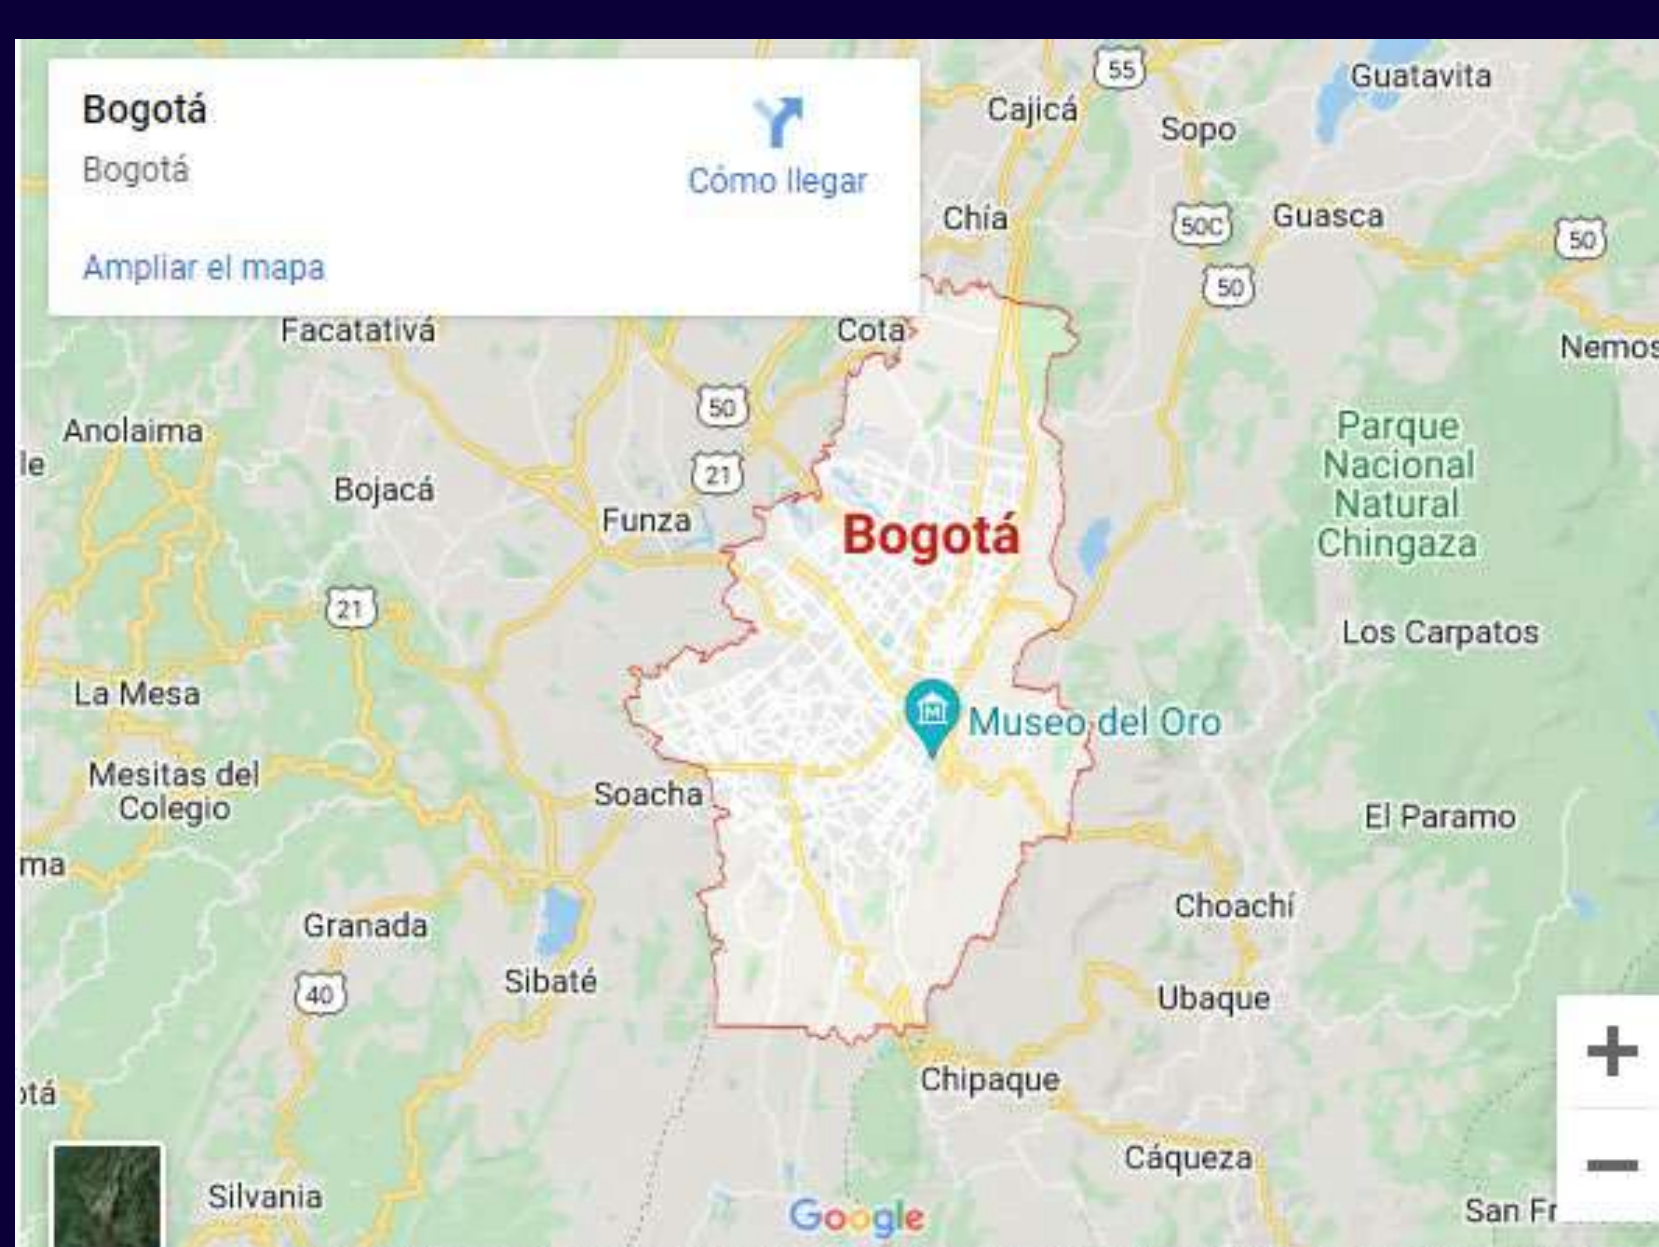 Bogotá
Bogotá
Cómo llegar
Ampliar el mapa
55
Guatavita
Cajicá
Sopo
Chía
50C
Guasca
50
50
Facatativá
Cota
Nemos
50
Anolaima
21
Parque
Nacional
Natural
Chingaza
le
Bojacá
Funza
Bogotá
21
Los Carpatos
La Mesa
Museo del Oro
Mesitas del
Colegio
Soacha
El Paramo
ma
Granada
Choachí
Sibaté
40
Ubaque
Chipaque
otá
Cáqueza
Silvania
Google
San Fr